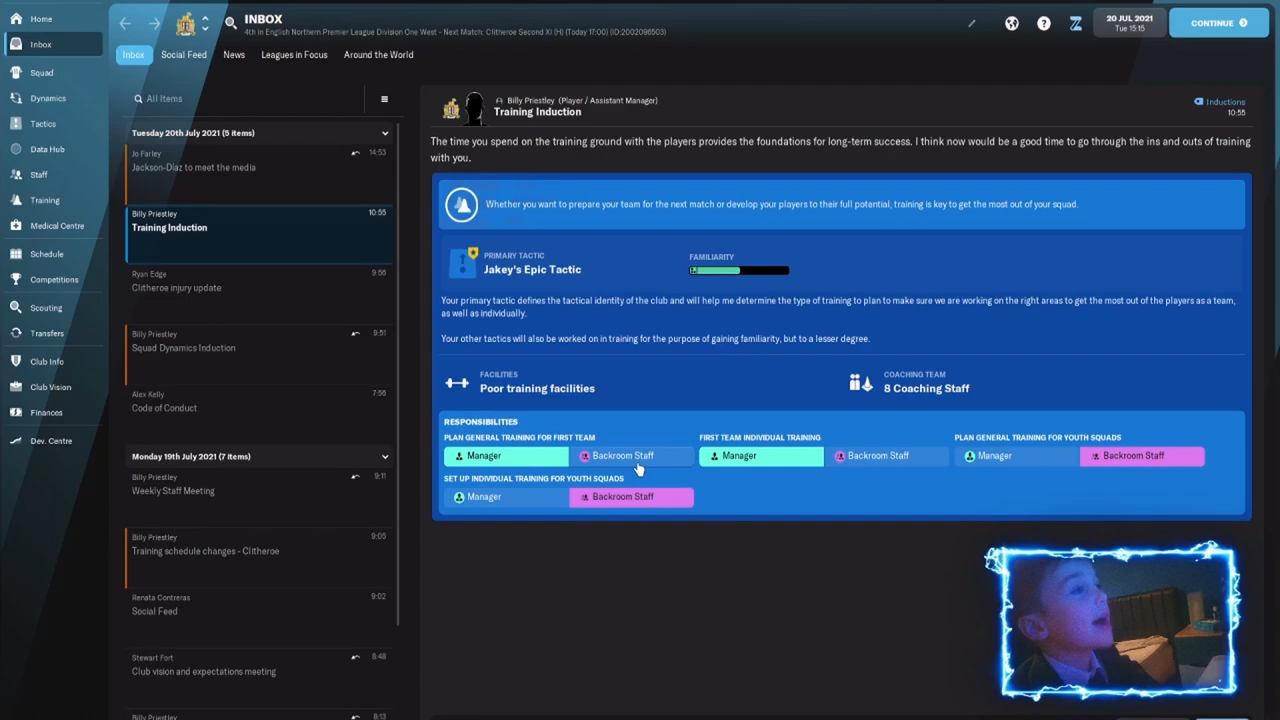 Home
Inbox
Squad
Dynamics
Tactics
Data Hub
Staff
Training
Medical Centre
Schedule
Competitions
Scouting
Transfers
Club Info
Club Vision
Finances
Dev. Centre
INBOX
4th in English Northern Premier League Division One West - Next Match: Clitheroe Second XI (H) (Today 17:00) (ID:2002096503)
20 JUL 2021
Tue 15:15
CONTINUE
Inbox Social Feed News Leagues in Focus Around the World
All Items
Tuesday 20th July 2021 (5 items)
Jo Farley 14:53
Jackson-Díaz to meet the media
Billy Priestley 10:55
Training Induction
Ryan Edge 9:56
Clitheroe injury update
Billy Priestley 9:51
Squad Dynamics Induction
Alex Kelly 7:56
Code of Conduct
Monday 19th July 2021 (7 items)
Billy Priestley 9:11
Weekly Staff Meeting
Billy Priestley 9:05
Training schedule changes - Clitheroe
Renata Contreras 9:02
Social Feed
Stewart Fort 8:48
Club vision and expectations meeting
Billy Priestley 8:13
Billy Priestley (Player / Assistant Manager)
Training Induction
Inductions
10:55
The time you spend on the training ground with the players provides the foundations for long-term success. I think now would be a good time to go through the ins and outs of training
with you.
Whether you want to prepare your team for the next match or develop your players to their full potential, training is key to get the most out of your squad.
PRIMARY TACTIC
Jakey's Epic Tactic
FAMILIARITY
Your primary tactic defines the tactical identity of the club and will help me determine the type of training to plan to make sure we are working on the right areas to get the most out of the players as a team,
as well as individually.
Your other tactics will also be worked on in training for the purpose of gaining familiarity, but to a lesser degree.
FACILITIES
Poor training facilities
COACHING TEAM
8 Coaching Staff
RESPONSIBILITIES
PLAN GENERAL TRAINING FOR FIRST TEAM FIRST TEAM INDIVIDUAL TRAINING PLAN GENERAL TRAINING FOR YOUTH SQUADS
Manager Backroom Staff Manager Backroom Staff Manager Backroom Staff
SET UP INDIVIDUAL TRAINING FOR YOUTH SQUADS
Manager Backroom Staff